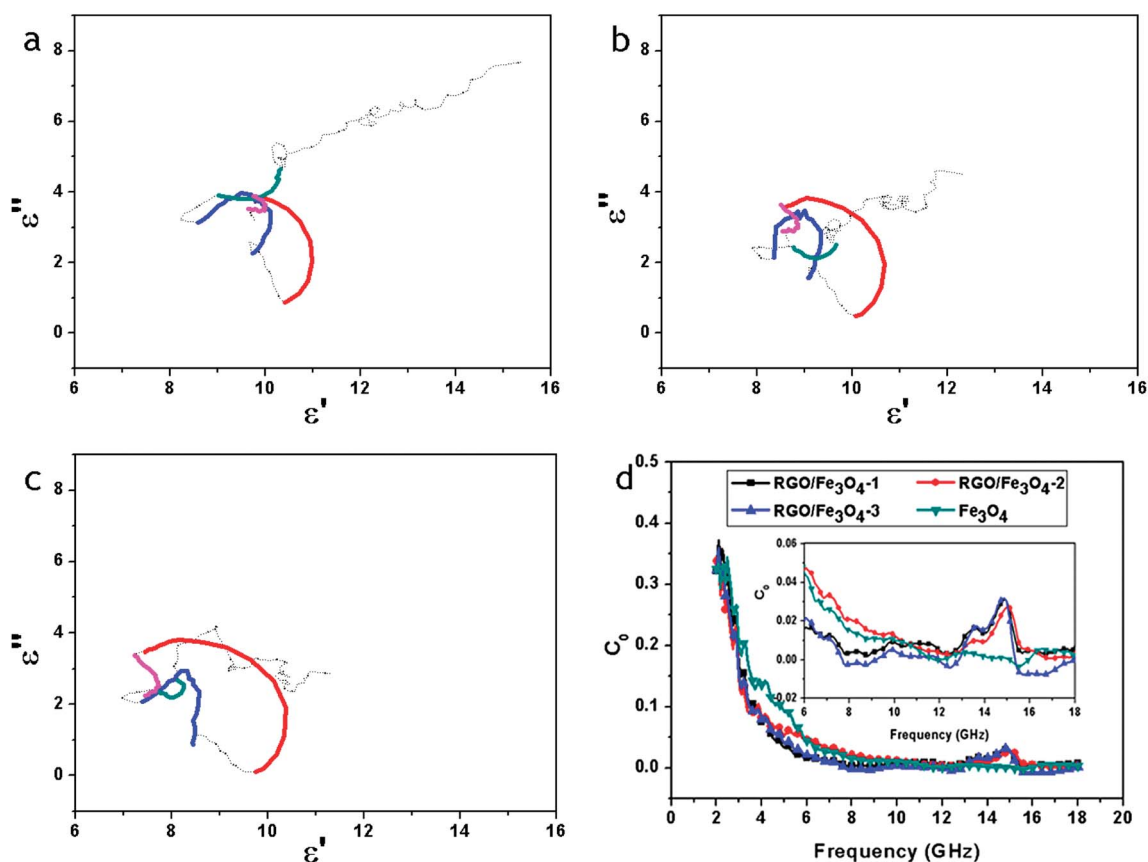 a
8
6
4
2
0
ε''
6 8 10 12 14 16
ε'
b
8
6
4
2
0
ε''
6 8 10 12 14 16
ε'
c
8
6
4
2
0
ε''
6 8 10 12 14 16
ε'
d
0.5
0.4
0.3
0.2
0.1
0.0
C₀
RGO/Fe₃O₄-1 RGO/Fe₃O₄-2
RGO/Fe₃O₄-3 Fe₃O₄
0.06
0.04
0.02
0.00
-0.02
C₀
6 8 10 12 14 16 18
Frequency (GHz)
0 2 4 6 8 10 12 14 16 18 20
Frequency (GHz)